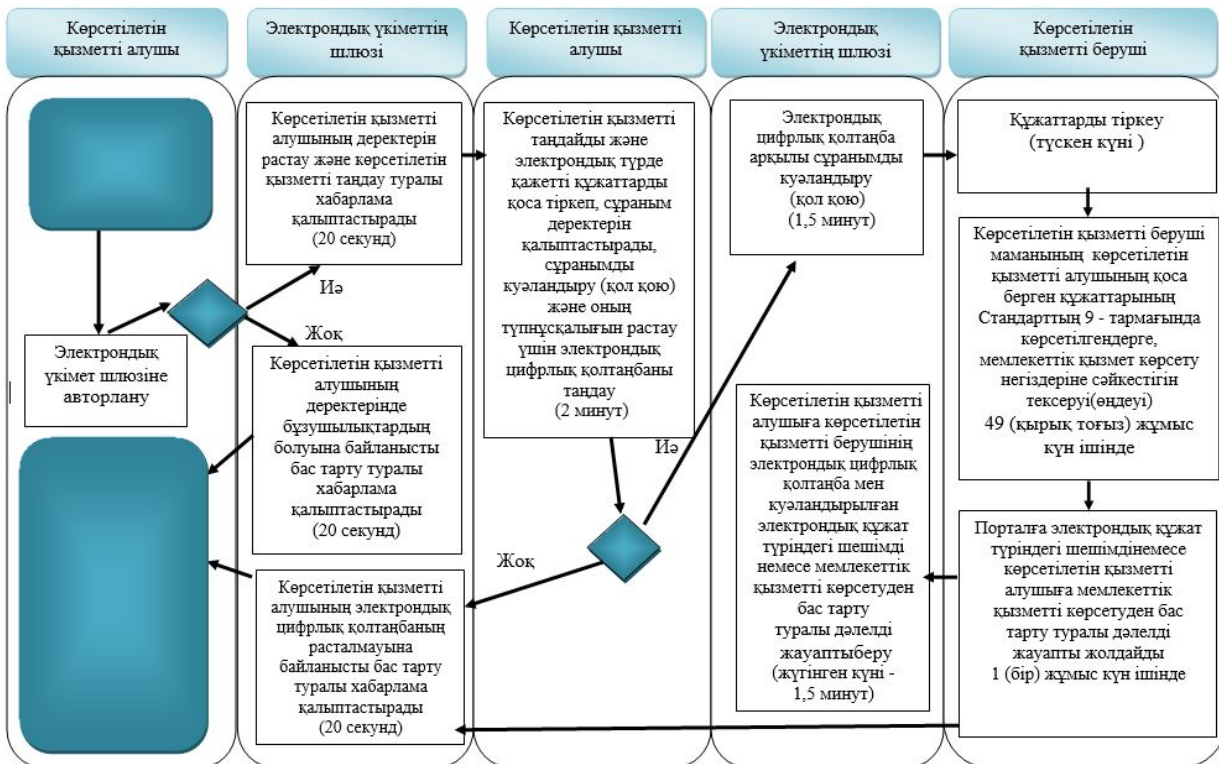 Көрсетілетін
қызметті алушы
Электрондық
үкіметтің
шлюзі
Көрсетілетін қызметті
алушы
Электрондық
үкіметтің шлюзі
Көрсетілетін
қызметті беруші
Электрондық
үкімет шлюзіне
авторлану
Көрсетілетін қызметті
алушының деректерін
растау және көрсетілетін
қызметті таңдау туралы
хабарлама
қалыптастырады
(20 секунд)
Иә
Жоқ
Көрсетілетін қызметті
алушының
деректерінде
бұзушылықтардың
болуына байланысты
бас тарту туралы
хабарлама
қалыптастырады
(20 секунд)
Көрсетілетін қызметті
алушының электрондық
цифрлық қолтаңбаның
расталмауына
байланысты бас тарту
туралы хабарлама
қалыптастырады
(20 секунд)
Көрсетілетін қызметті
таңдайды және
электрондық түрде
қажетті құжаттарды
қоса тіркеп, сұраным
деректерін
қалыптастырады,
сұранымды
куәландыру (қол қою)
және оның
түпнұсқалығын растау
үшін электрондық
цифрлық қолтаңбаны
таңдау
(2 минут)
Иә
Жоқ
Электрондық
цифрлық қолтаңба
арқылы сұранымды
куәландыру
(қол қою)
(1,5 минут)
Көрсетілетін қызметті
алушыға көрсетілетін
қызметті берушінің
электрондық цифрлық
қолтаңба мен
куәландырылған
электрондық құжат
түріндегі шешімді
немесе мемлекеттік
қызметті көрсетуден
бас тарту
туралы дәлелді
жауаптыберу
(жүгінген күні -
1,5 минут)
Құжаттарды тіркеу
(түскен күні )
Көрсетілетін қызметті беруші
маманының көрсетілетін
қызметті алушының қоса
берген құжаттарының
Стандарттың 9 - тармағында
көрсетілгендерге,
мемлекеттік қызмет көрсету
негіздеріне сәйкестігін
тексеруі(өңдеуі)
49 (қырық тоғыз) жұмыс
күн ішінде
Порталға электрондық құжат
түріндегі шешімдінемесе
көрсетілетін қызметті
алушыға мемлекеттік
қызметті көрсетуден бас
тарту туралы дәлелді
жауапты жолдайды
1 (бір) жұмыс күн ішінде